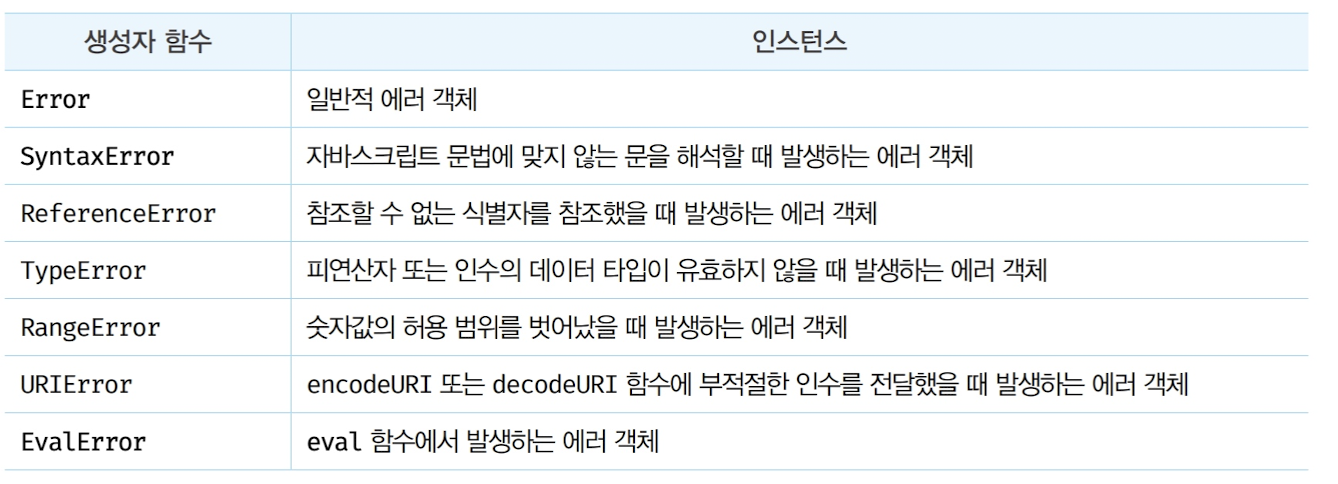 생성자 함수 인스턴스
Error 일반적 에러 객체
SyntaxError 자바스크립트 문법에 맞지 않는 문을 해석할 때 발생하는 에러 객체
ReferenceError 참조할 수 없는 식별자를 참조했을 때 발생하는 에러 객체
TypeError 피연산자 또는 인수의 데이터 타입이 유효하지 않을 때 발생하는 에러 객체
RangeError 숫자값의 허용 범위를 벗어났을 때 발생하는 에러 객체
URIError encodeURI 또는 decodeURI 함수에 부적절한 인수를 전달했을 때 발생하는 에러 객체
EvalError eval 함수에서 발생하는 에러 객체